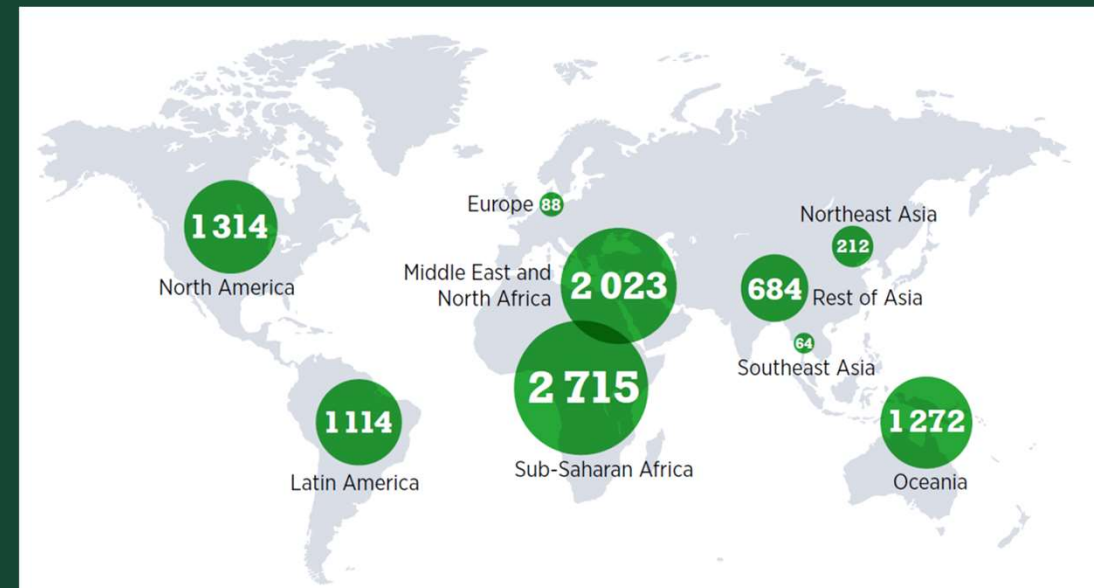 1 314
North America
Europe 88
Northeast Asia
212
Middle East and
North Africa
2 023
684
Rest of Asia
64
Southeast Asia
2 715
Sub-Saharan Africa
1 114
Latin America
1 272
Oceania